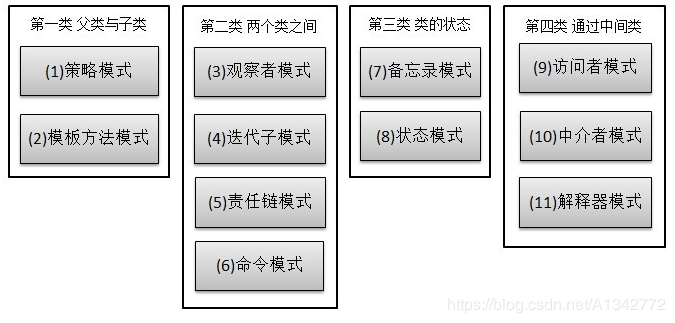 第一类 父类与子类
(1)策略模式
(2)模板方法模式
第二类 两个类之间
(3)观察者模式
(4)迭代子模式
(5)责任链模式
(6)命令模式
第三类 类的状态
(7)备忘录模式
(8)状态模式
第四类 通过中间类
(9)访问者模式
(10)中介者模式
(11)解释器模式
https://blog.csdn.net/A1342772